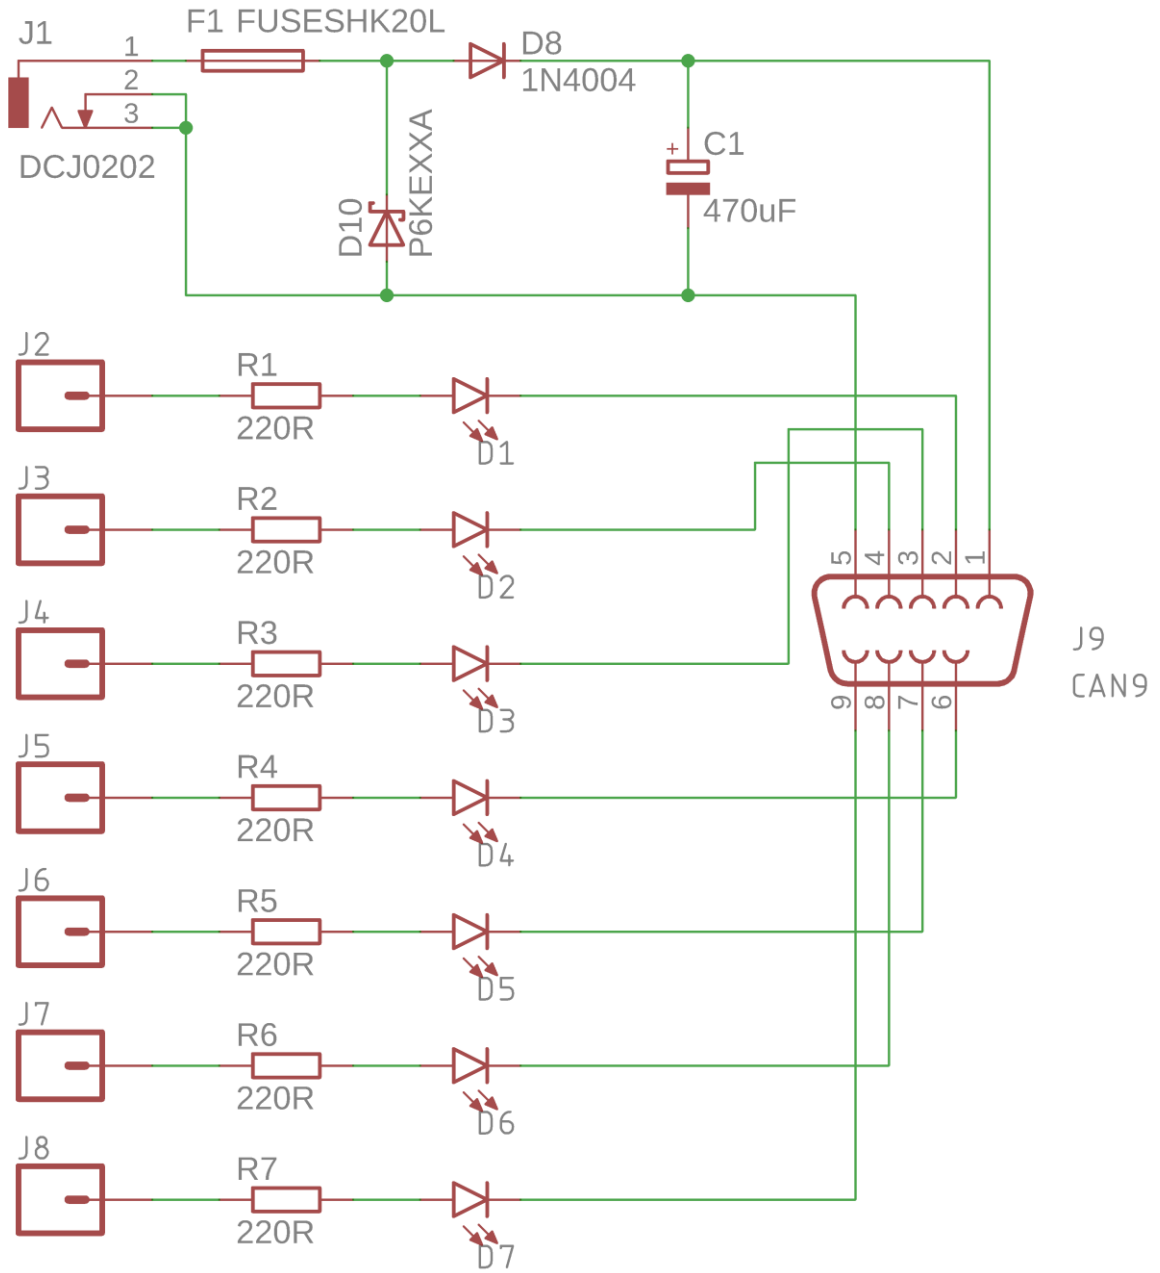 J1
1
2
3
DCJ0202
F1 FUSESHK20L
D8
1N4004
D10
P6KEXXA
+
C1
470uF
J2
R1
220R
D1
J3
R2
220R
D2
J4
R3
220R
D3
5
4
3
2
1
J9
CAN9
9
8
7
6
J5
R4
220R
D4
J6
R5
220R
D5
J7
R6
220R
D6
J8
R7
220R
D7